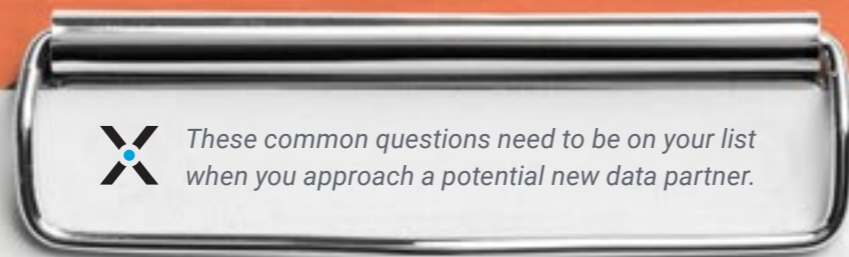 These common questions need to be on your list
when you approach a potential new data partner.